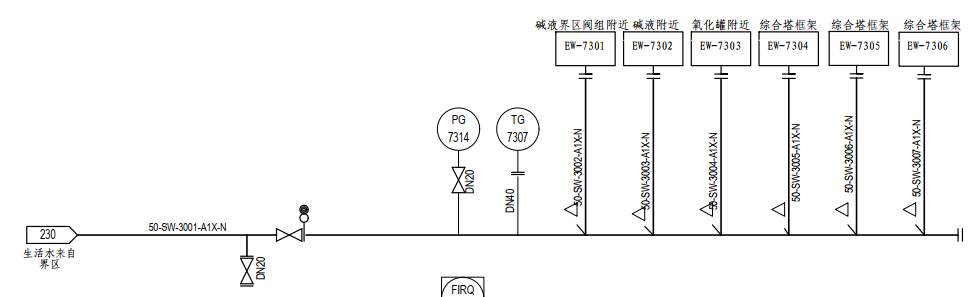 碱液界区阀组附近 碱液附近 氧化罐附近 综合塔框架 综合塔框架 综合塔框架
EW-7301 EW-7302 EW-7303 EW-7304 EW-7305 EW-7306
PG
7314
TG
7307
DN20
DN40
50-SW-3002-A1X-N
50-SW-3003-A1X-N
50-SW-3004-A1X-N
50-SW-3005-A1X-N
50-SW-3006-A1X-N
50-SW-3007-A1X-N
50-SW-3001-A1X-N
230
生活水来自
界区
DN20
FIRQ